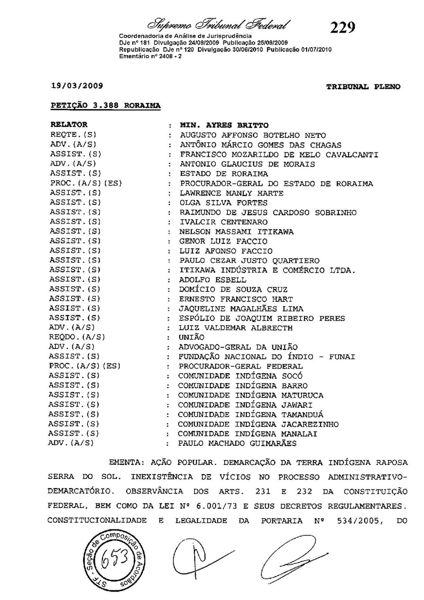 Supremo Tribunal Federal
229
Coordenadoria de Análise de Jurisprudência
DJe nº 181 Divulgação 24/09/2009 Publicação 25/09/2009
Republicação DJe nº 120 Divulgação 30/06/2010 Publicação 01/07/2010
Ementário nº 2408 - 2
19/03/2009 TRIBUNAL PLENO
PETIÇÃO 3.388 RORAIMA
RELATOR : MIN. AYRES BRITTO
REQTE.(S) : AUGUSTO AFFONSO BOTELHO NETO
ADV.(A/S) : ANTÔNIO MÁRCIO GOMES DAS CHAGAS
ASSIST.(S) : FRANCISCO MOZARILDO DE MELO CAVALCANTI
ADV.(A/S) : ANTONIO GLAUCIUS DE MORAIS
ASSIST.(S) : ESTADO DE RORAIMA
PROC.(A/S)(ES) : PROCURADOR-GERAL DO ESTADO DE RORAIMA
ASSIST.(S) : LAWRENCE MANLY HARTE
ASSIST.(S) : OLGA SILVA FORTES
ASSIST.(S) : RAIMUNDO DE JESUS CARDOSO SOBRINHO
ASSIST.(S) : IVALCIR CENTENARO
ASSIST.(S) : NELSON MASSAMI ITIKAWA
ASSIST.(S) : GENOR LUIZ FACCIO
ASSIST.(S) : LUIZ AFONSO FACCIO
ASSIST.(S) : PAULO CEZAR JUSTO QUARTIERO
ASSIST.(S) : ITIKAWA INDÚSTRIA E COMÉRCIO LTDA.
ASSIST.(S) : ADOLFO ESBELL
ASSIST.(S) : DOMÍCIO DE SOUZA CRUZ
ASSIST.(S) : ERNESTO FRANCISCO HART
ASSIST.(S) : JAQUELINE MAGALHÃES LIMA
ASSIST.(S) : ESPÓLIO DE JOAQUIM RIBEIRO PERES
ADV.(A/S) : LUIZ VALDEMAR ALBRECTH
REQDO.(A/S) : UNIÃO
ADV.(A/S) : ADVOGADO-GERAL DA UNIÃO
ASSIST.(S) : FUNDAÇÃO NACIONAL DO ÍNDIO - FUNAI
PROC.(A/S)(ES) : PROCURADOR-GERAL FEDERAL
ASSIST.(S) : COMUNIDADE INDÍGENA SOCÓ
ASSIST.(S) : COMUNIDADE INDÍGENA BARRO
ASSIST.(S) : COMUNIDADE INDÍGENA MATURUCA
ASSIST.(S) : COMUNIDADE INDÍGENA JAWARI
ASSIST.(S) : COMUNIDADE INDÍGENA TAMANDUÁ
ASSIST.(S) : COMUNIDADE INDÍGENA JACAREZINHO
ASSIST.(S) : COMUNIDADE INDÍGENA MANALAI
ADV.(A/S) : PAULO MACHADO GUIMARÃES
EMENTA: AÇÃO POPULAR. DEMARCAÇÃO DA TERRA INDÍGENA RAPOSA
SERRA DO SOL. INEXISTÊNCIA DE VÍCIOS NO PROCESSO ADMINISTRATIVO-
DEMARCATÓRIO. OBSERVÂNCIA DOS ARTS. 231 E 232 DA CONSTITUIÇÃO
FEDERAL, BEM COMO DA LEI Nº 6.001/73 E SEUS DECRETOS REGULAMENTARES.
CONSTITUCIONALIDADE E LEGALIDADE DA PORTARIA Nº 534/2005, DO
Seção de Composição de Acórdãos
653
STF